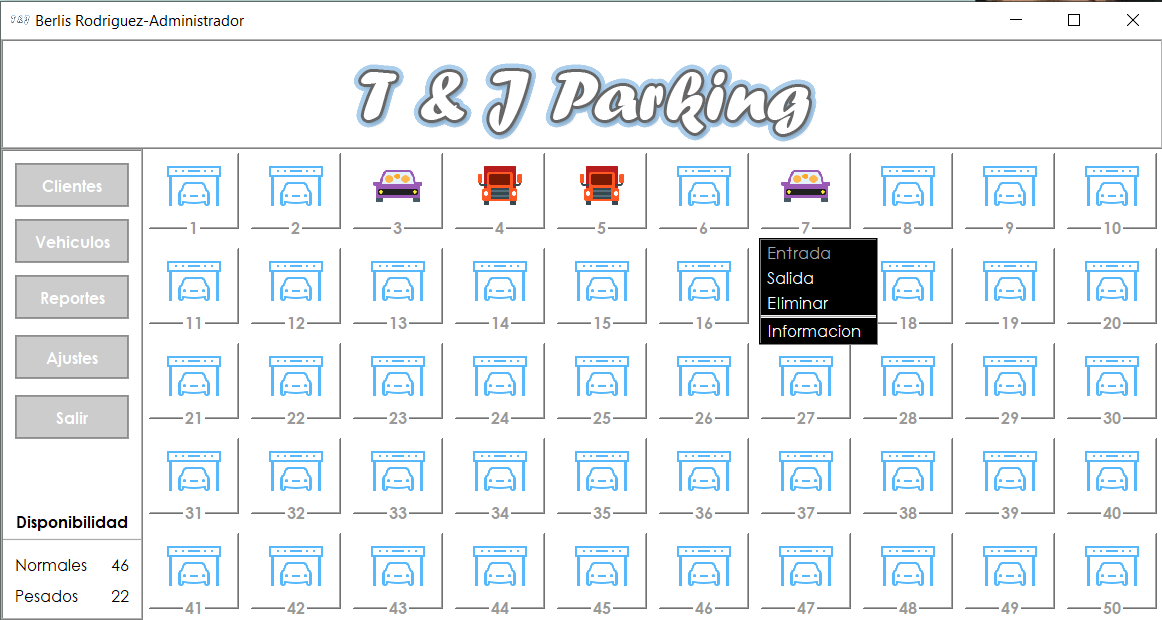 T&J Berlis Rodriguez-Administrador
T & J Parking
Clientes
Vehiculos
Reportes
Ajustes
Salir
Disponibilidad
Normales 46
Pesados 22
1 2 3 4 5 6 7 8 9 10
Entrada
Salida
Eliminar
Informacion
11 12 13 14 15 16 18 19 20
21 22 23 24 25 26 27 28 29 30
31 32 33 34 35 36 37 38 39 40
41 42 43 44 45 46 47 48 49 50